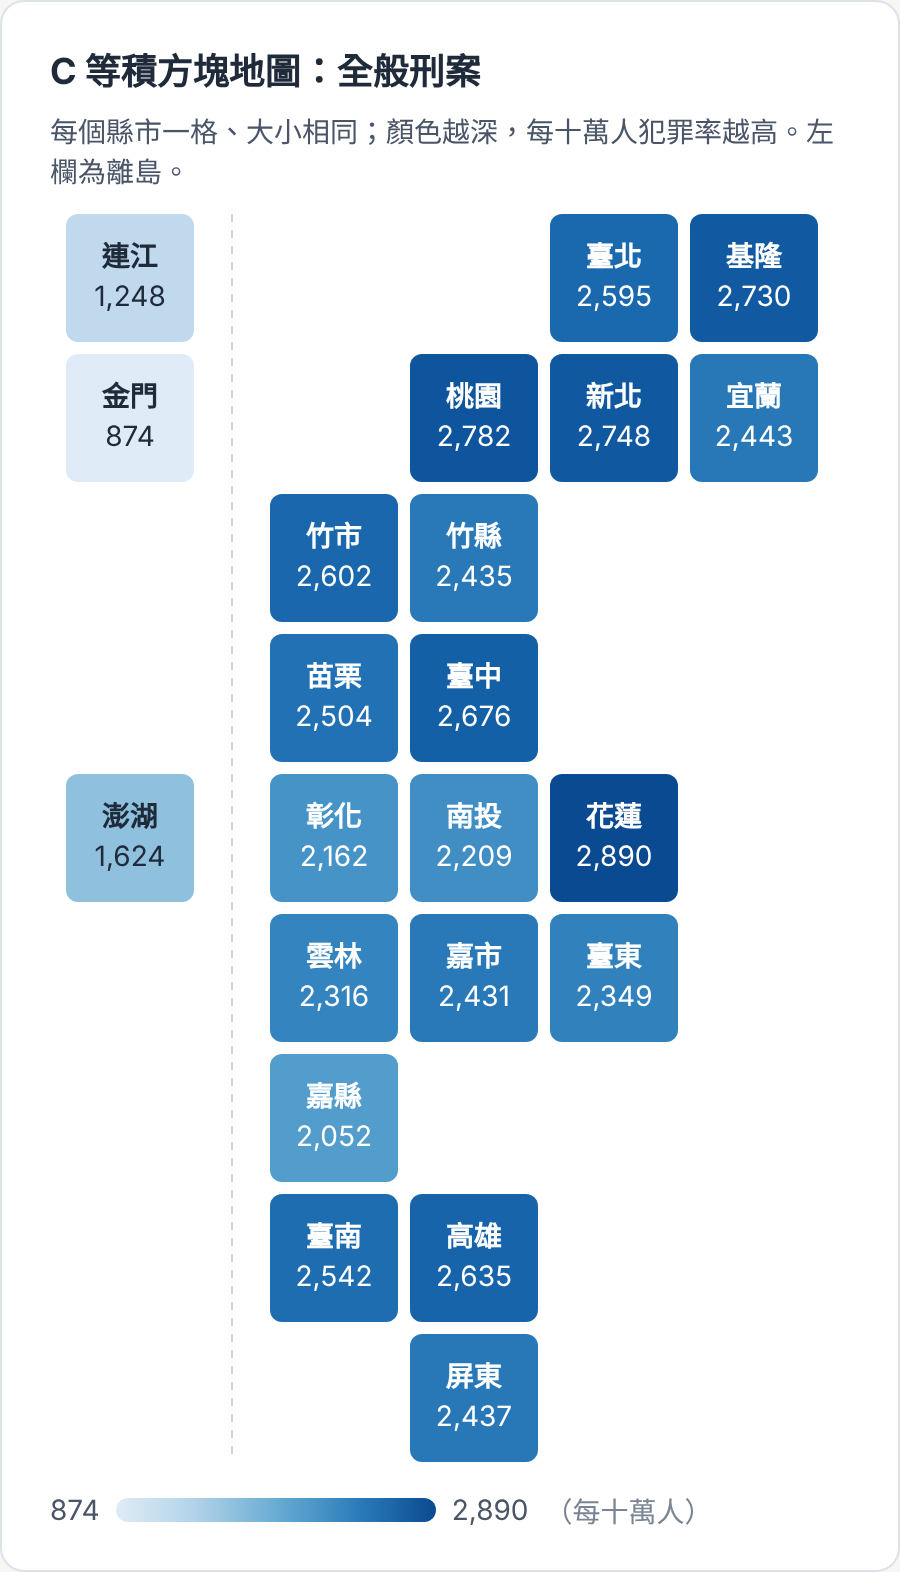 C 等積方塊地圖：全般刑案
每個縣市一格、大小相同；顏色越深，每十萬人犯罪率越高。左
欄為離島。
連江
1,248
臺北
2,595
基隆
2,730
金門
874
桃園
2,782
新北
2,748
宜蘭
2,443
竹市
2,602
竹縣
2,435
苗栗
2,504
臺中
2,676
澎湖
1,624
彰化
2,162
南投
2,209
花蓮
2,890
雲林
2,316
嘉市
2,431
臺東
2,349
嘉縣
2,052
臺南
2,542
高雄
2,635
屏東
2,437
874 2,890 （每十萬人）